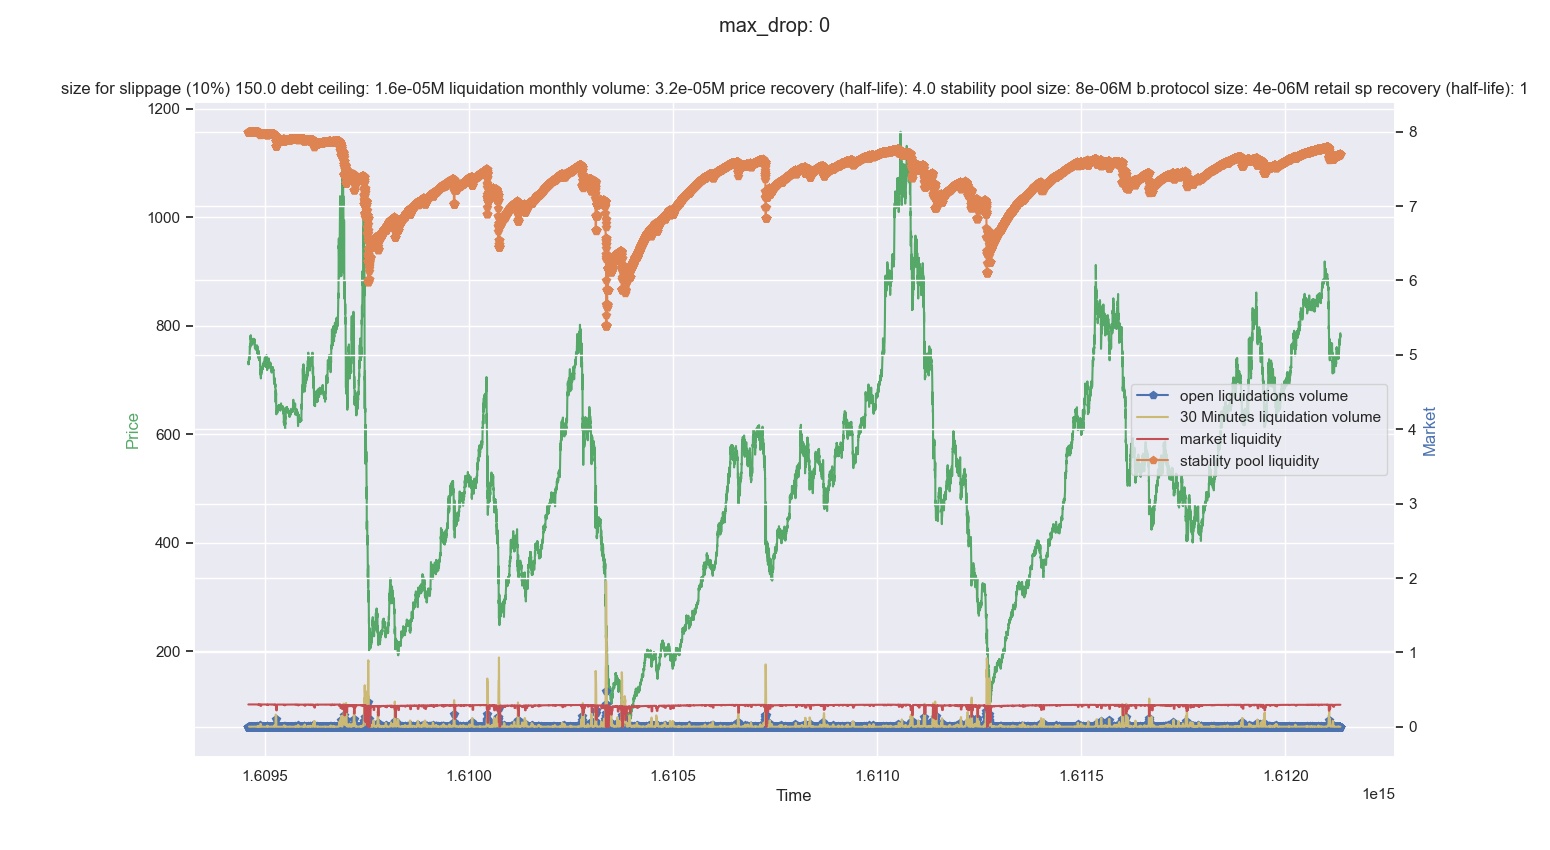 max_drop: 0
size for slippage (10%) 150.0 debt ceiling: 1.6e-05M liquidation monthly volume: 3.2e-05M price recovery (half-life): 4.0 stability pool size: 8e-06M b.protocol size: 4e-06M retail sp recovery (half-life): 1
1200
1000
800
600
400
200
Price
8
7
6
5
4
3
2
1
0
Market
open liquidations volume
30 Minutes liquidation volume
market liquidity
stability pool liquidity
1.6095 1.6100 1.6105 1.6110 1.6115 1.6120
Time
1e15